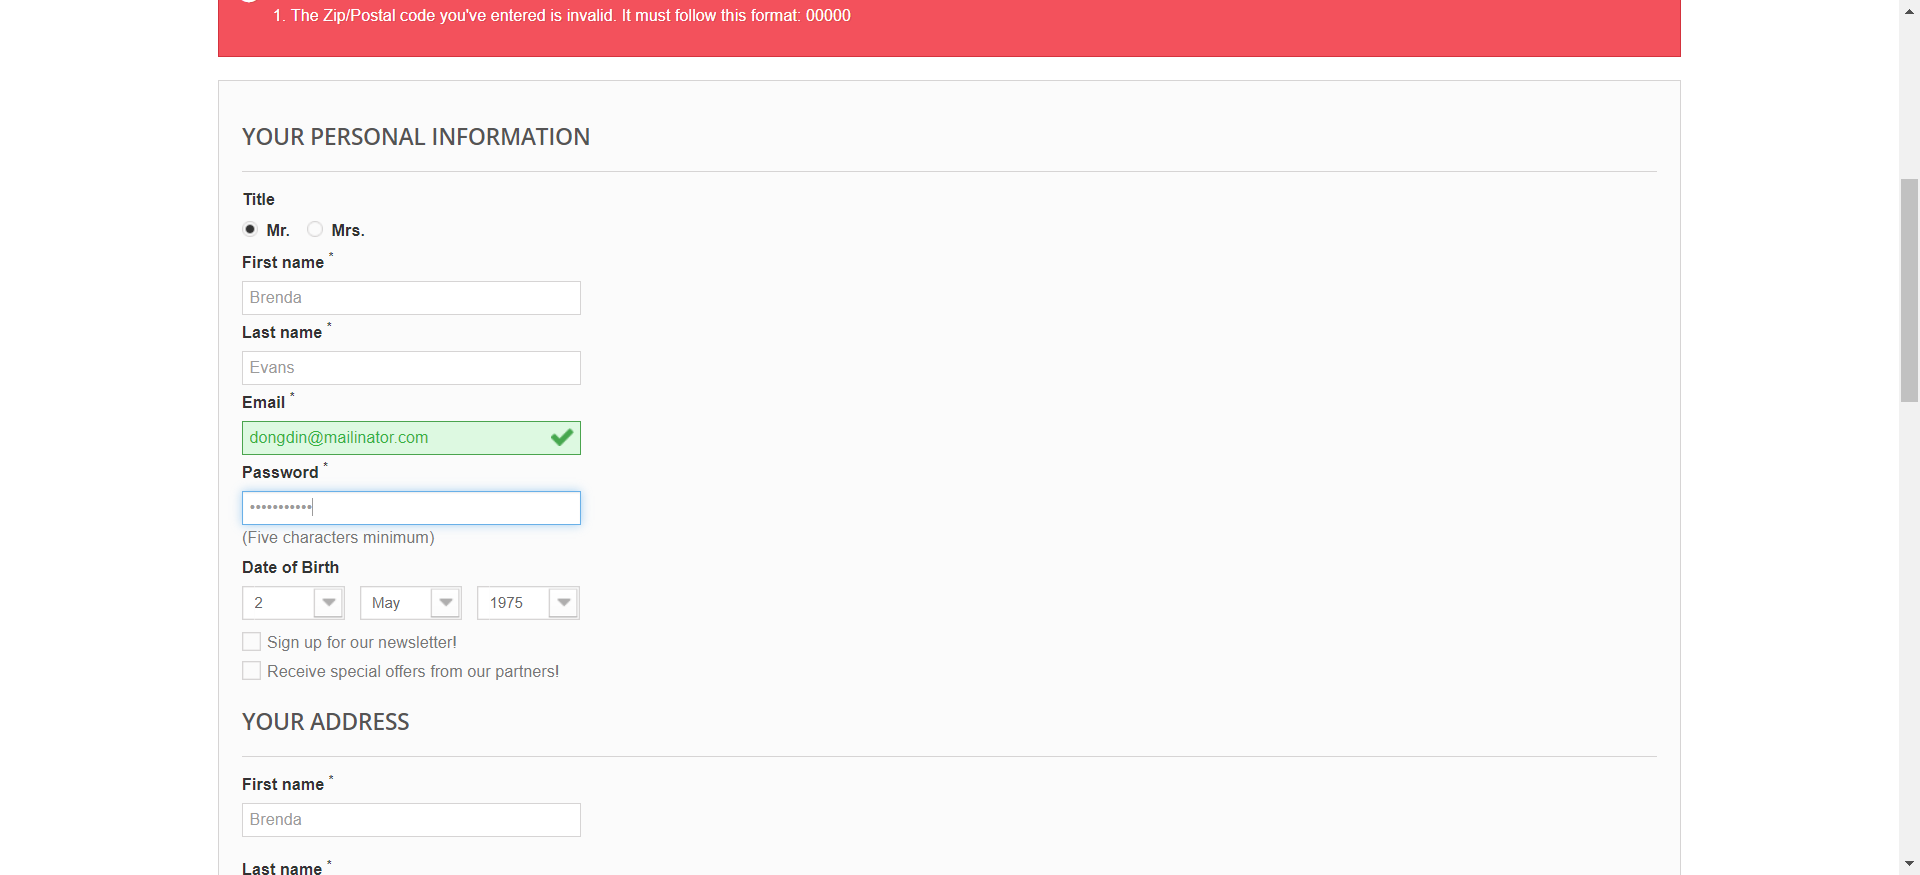 1. The Zip/Postal code you've entered is invalid. It must follow this format: 00000
YOUR PERSONAL INFORMATION
Title
Mr. Mrs.
First name *
Brenda
Last name *
Evans
Email *
dongdin@mailinator.com
Password *
•••••••••••
(Five characters minimum)
Date of Birth
2 May 1975
Sign up for our newsletter!
Receive special offers from our partners!
YOUR ADDRESS
First name *
Brenda
Last name *